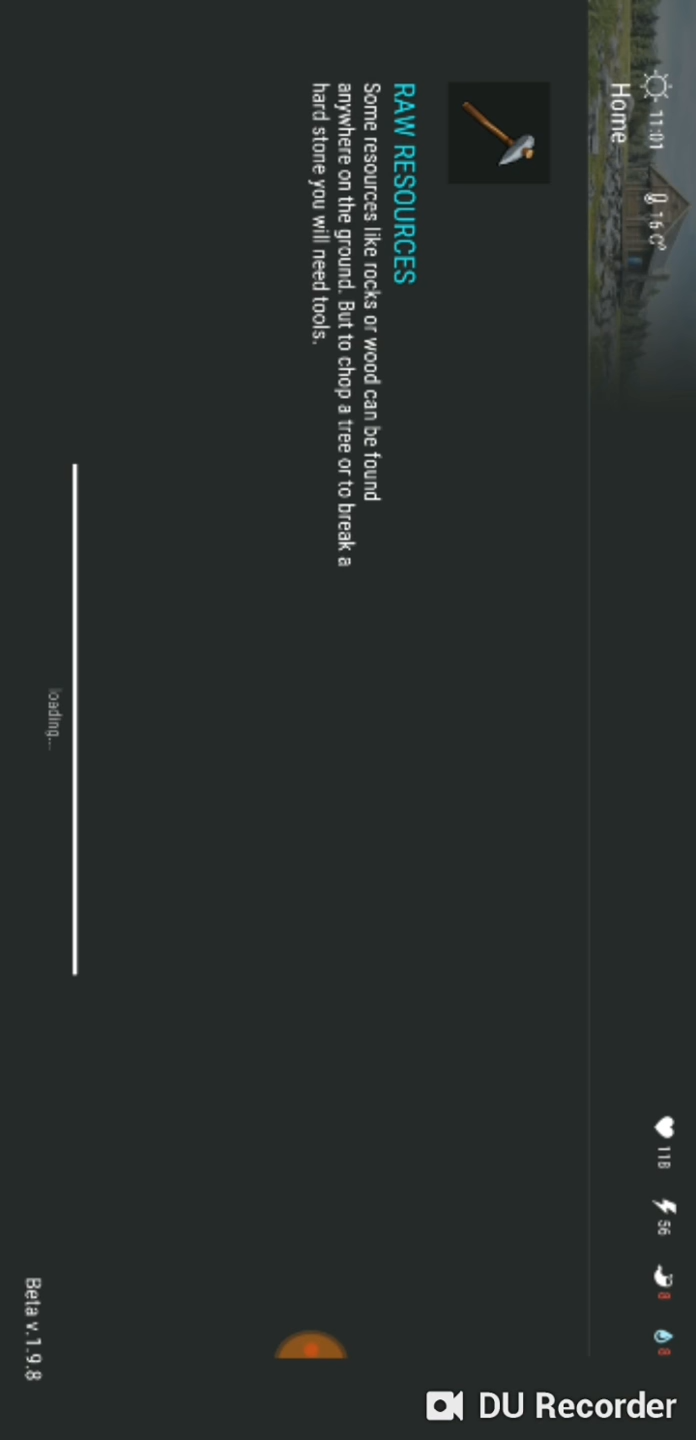 11:01 16 C°
Home
118 56 8 8
RAW RESOURCES
Some resources like rocks or wood can be found
anywhere on the ground. But to chop a tree or to break a
hard stone you will need tools.
loading...
Beta v.1.9.8
DU Recorder